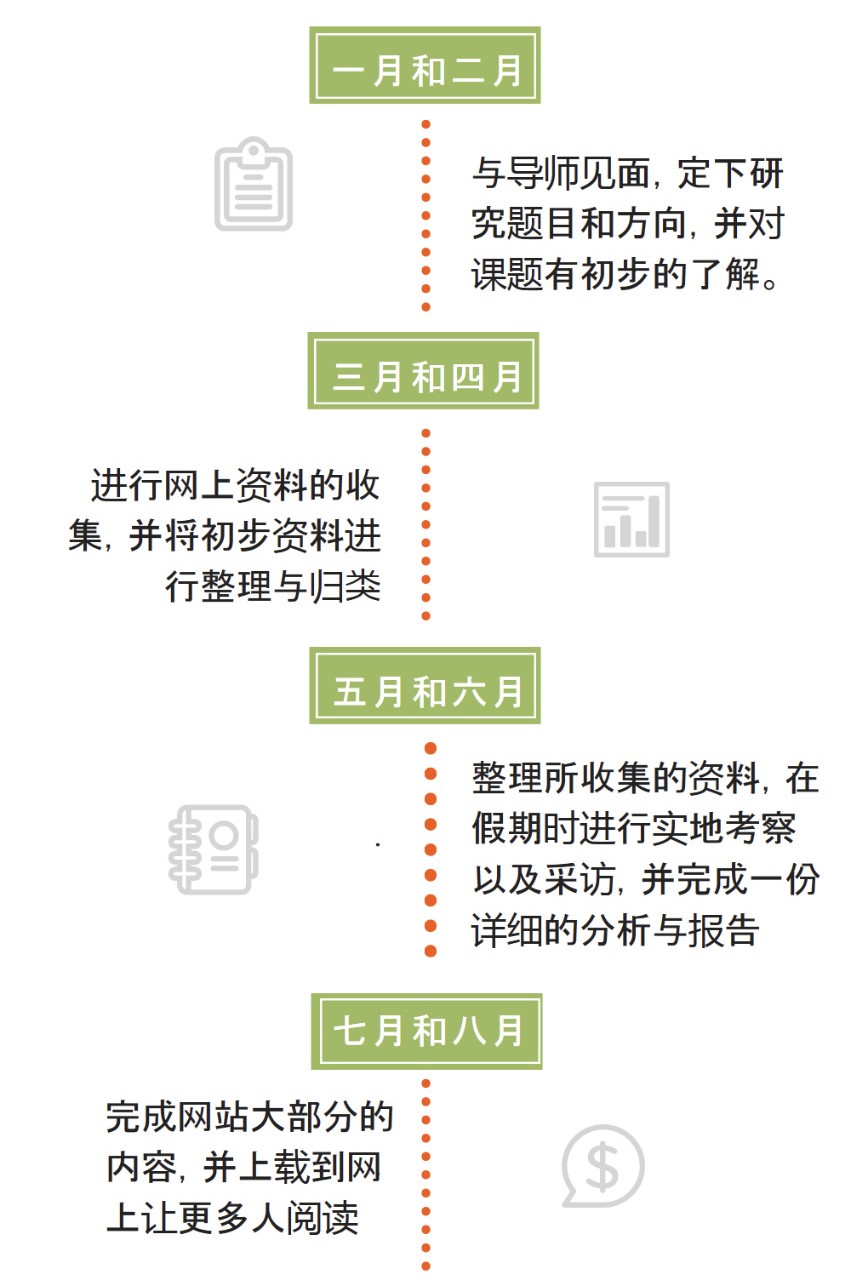 一月和二月
与导师见面，定下研
究题目和方向，并对
课题有初步的了解。
三月和四月
进行网上资料的收
集，并将初步资料进
行整理与归类
五月和六月
整理所收集的资料，在
假期时进行实地考察
以及采访，并完成一份
详细的分析与报告
七月和八月
完成网站大部分的
内容，并上载到网
上让更多人阅读
$